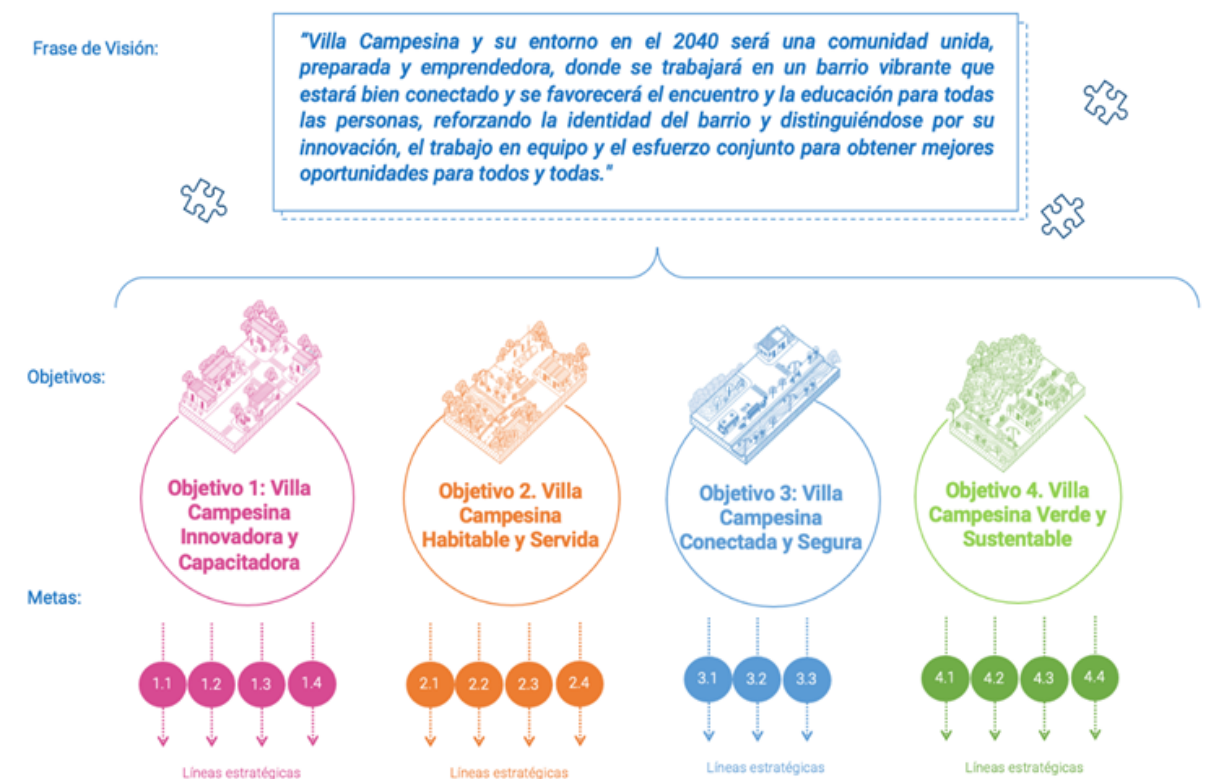 Frase de Visión:
"Villa Campesina y su entorno en el 2040 será una comunidad unida,
preparada y emprendedora, donde se trabajará en un barrio vibrante que
estará bien conectado y se favorecerá el encuentro y la educación para todas
las personas, reforzando la identidad del barrio y distinguiéndose por su
innovación, el trabajo en equipo y el esfuerzo conjunto para obtener mejores
oportunidades para todos y todas."
Objetivos:
Objetivo 1: Villa
Campesina
Innovadora y
Capacitadora
Objetivo 2. Villa
Campesina
Habitable y Servida
Objetivo 3: Villa
Campesina
Conectada y Segura
Objetivo 4. Villa
Campesina Verde y
Sustentable
Metas:
1.1 1.2 1.3 1.4
2.1 2.2 2.3 2.4
3.1 3.2 3.3
4.1 4.2 4.3 4.4
Líneas estratégicas
Líneas estratégicas
Líneas estratégicas
Líneas estratégicas